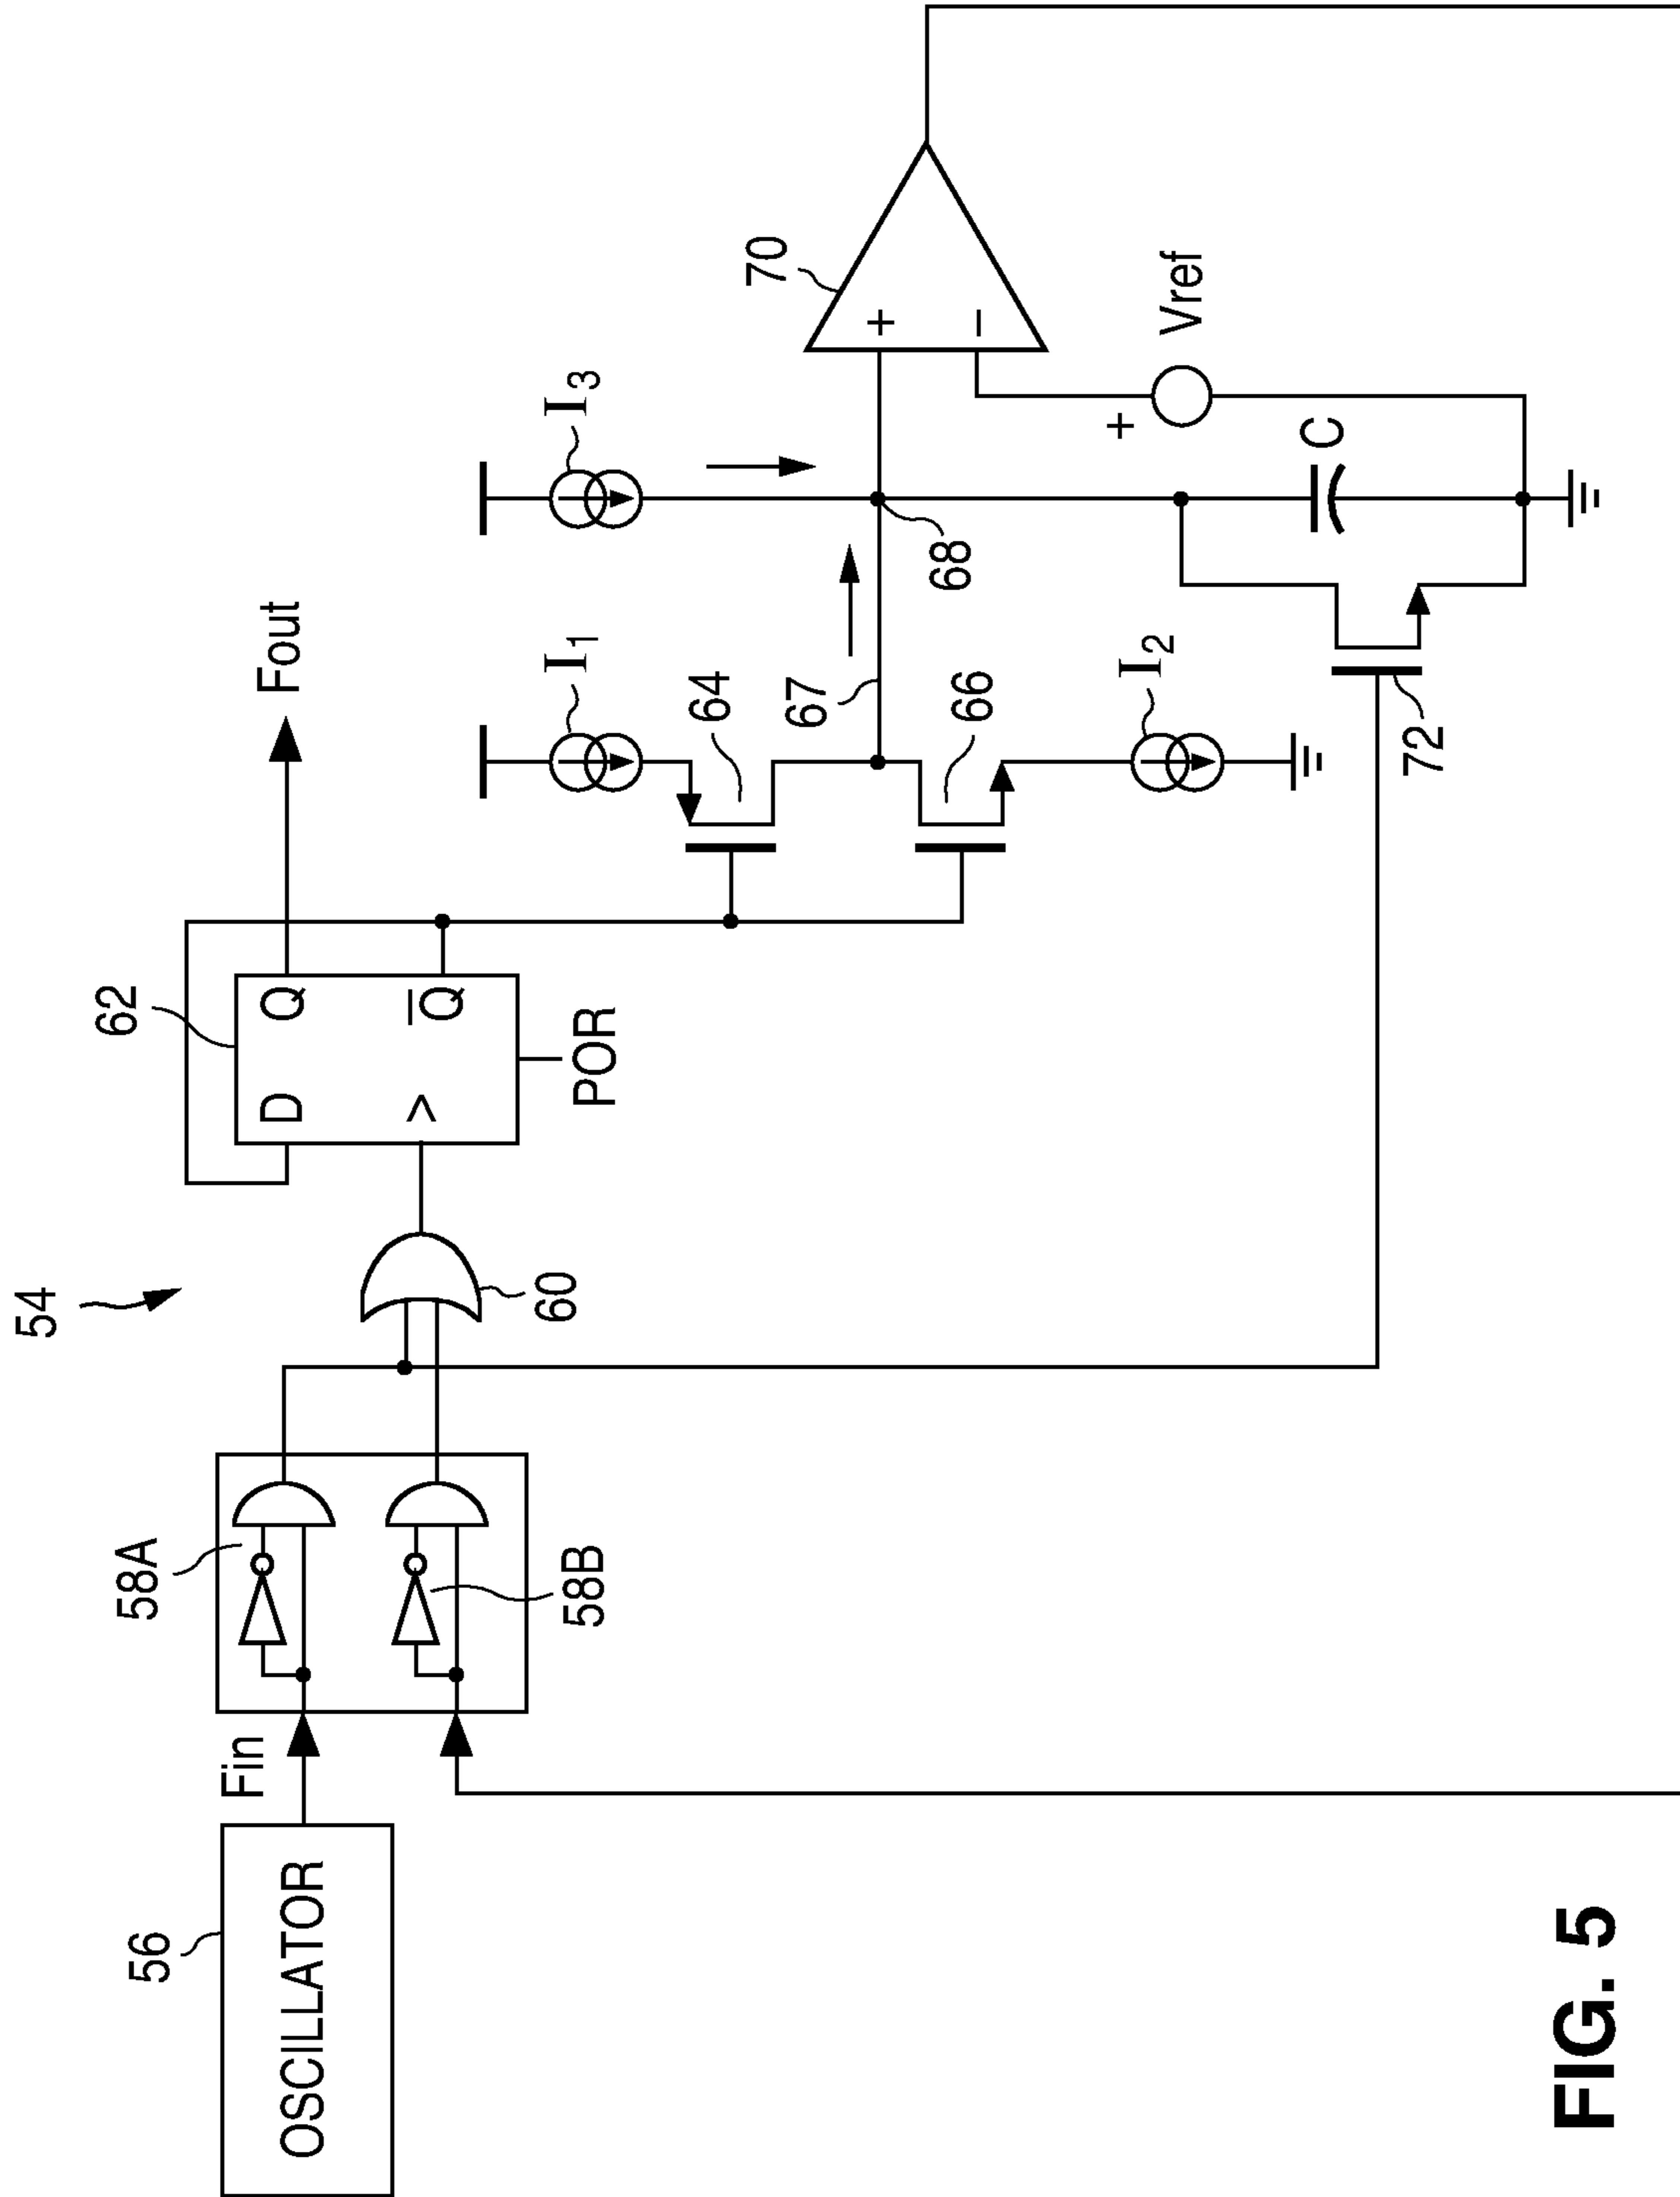 54
56
OSCILLATOR
Fin
58A
58B
60
62
D
Q
>
Q̅
POR
Fout
I₁
64
67
66
I₂
I₃
68
70
+
−
+
Vref
C
72
FIG. 5